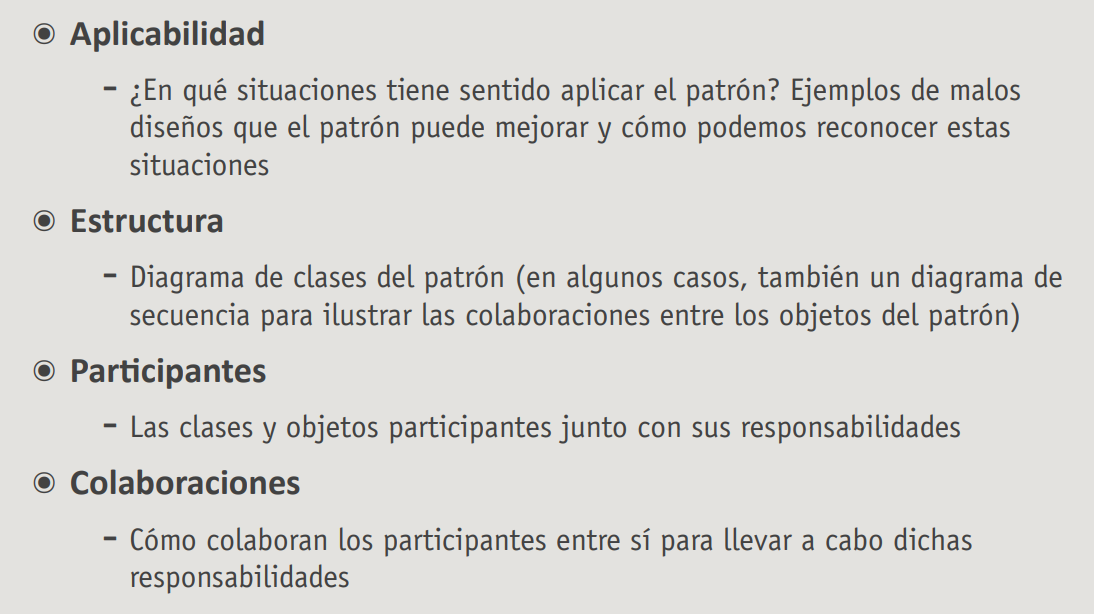 ◉ Aplicabilidad
– ¿En qué situaciones tiene sentido aplicar el patrón? Ejemplos de malos
diseños que el patrón puede mejorar y cómo podemos reconocer estas
situaciones
◉ Estructura
– Diagrama de clases del patrón (en algunos casos, también un diagrama de
secuencia para ilustrar las colaboraciones entre los objetos del patrón)
◉ Participantes
– Las clases y objetos participantes junto con sus responsabilidades
◉ Colaboraciones
– Cómo colaboran los participantes entre sí para llevar a cabo dichas
responsabilidades